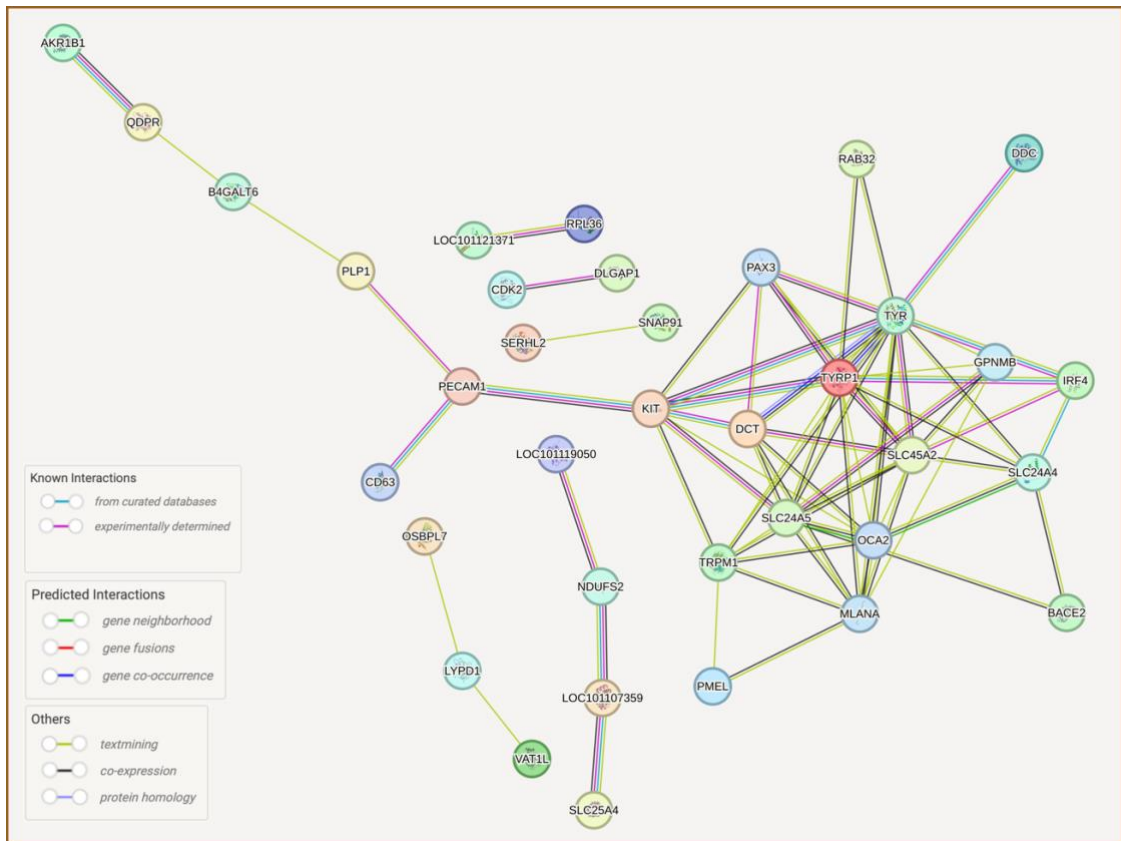 AKR1B1
QDPR
B4GALT6
PLP1
LOC101121371
RPL36
CDK2
DLGAP1
SERHL2
SNAP91
PECAM1
CD63
KIT
RAB32
DDC
PAX3
TYR
TYRP1
GPNMB
IRF4
DCT
SLC45A2
SLC24A4
SLC24A5
OCA2
TRPM1
MLANA
BACE2
PMEL
LOC101119050
OSBPL7
NDUFS2
LYPD1
LOC101107359
VAT1L
SLC25A4
Known Interactions
from curated databases
experimentally determined
Predicted Interactions
gene neighborhood
gene fusions
gene co-occurrence
Others
textmining
co-expression
protein homology